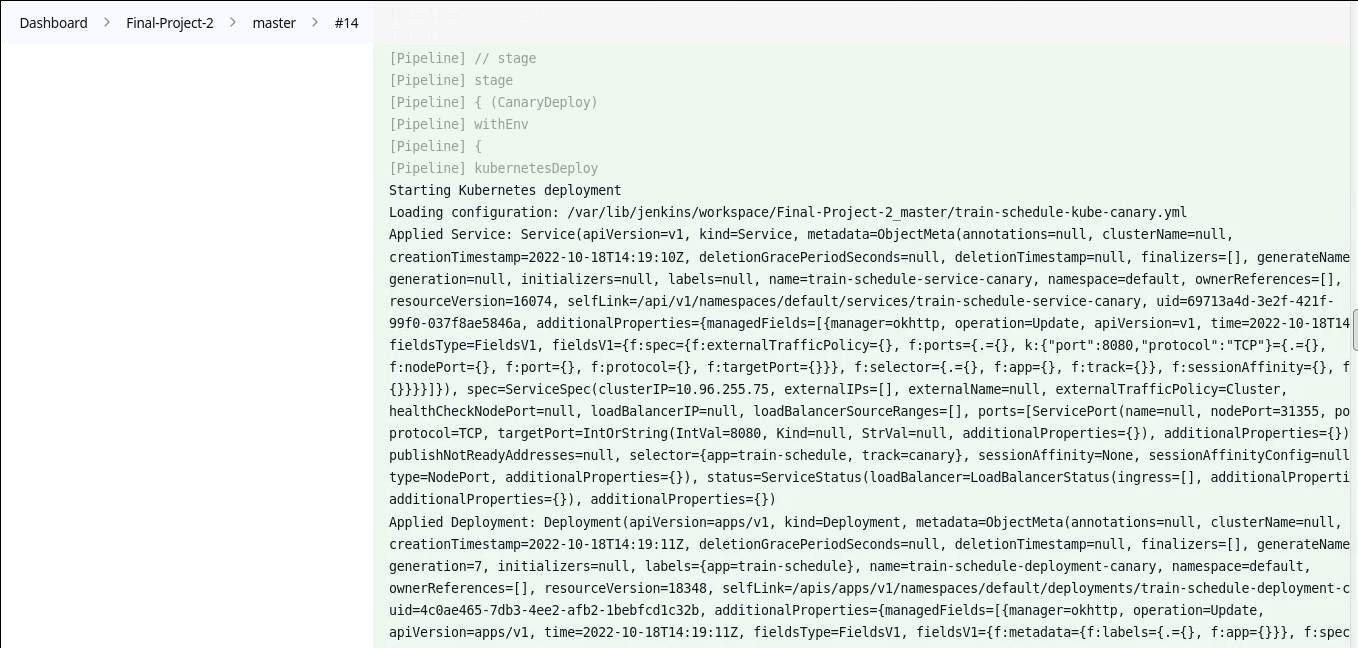 Dashboard > Final-Project-2 > master > #14
[Pipeline] // stage
[Pipeline] stage
[Pipeline] { (CanaryDeploy)
[Pipeline] withEnv
[Pipeline] {
[Pipeline] kubernetesDeploy
Starting Kubernetes deployment
Loading configuration: /var/lib/jenkins/workspace/Final-Project-2_master/train-schedule-kube-canary.yml
Applied Service: Service(apiVersion=v1, kind=Service, metadata=ObjectMeta(annotations=null, clusterName=null,
creationTimestamp=2022-10-18T14:19:10Z, deletionGracePeriodSeconds=null, deletionTimestamp=null, finalizers=[], generateName
generation=null, initializers=null, labels=null, name=train-schedule-service-canary, namespace=default, ownerReferences=[],
resourceVersion=16074, selfLink=/api/v1/namespaces/default/services/train-schedule-service-canary, uid=69713a4d-3e2f-421f-
99f0-037f8ae5846a, additionalProperties={managedFields=[{manager=okhttp, operation=Update, apiVersion=v1, time=2022-10-18T14
fieldsType=FieldsV1, fieldsV1={f:spec={f:externalTrafficPolicy={}, f:ports={.={}, k:{"port":8080,"protocol":"TCP"}={.={},
f:nodePort={}, f:port={}, f:protocol={}, f:targetPort={}}}, f:selector={.={}, f:app={}, f:track={}}, f:sessionAffinity={}, f
{}}}}]}), spec=ServiceSpec(clusterIP=10.96.255.75, externalIPs=[], externalName=null, externalTrafficPolicy=Cluster,
healthCheckNodePort=null, loadBalancerIP=null, loadBalancerSourceRanges=[], ports=[ServicePort(name=null, nodePort=31355, po
protocol=TCP, targetPort=IntOrString(IntVal=8080, Kind=null, StrVal=null, additionalProperties={}), additionalProperties={})
publishNotReadyAddresses=null, selector={app=train-schedule, track=canary}, sessionAffinity=None, sessionAffinityConfig=null
type=NodePort, additionalProperties={}), status=ServiceStatus(loadBalancer=LoadBalancerStatus(ingress=[], additionalProperti
additionalProperties={}), additionalProperties={})
Applied Deployment: Deployment(apiVersion=apps/v1, kind=Deployment, metadata=ObjectMeta(annotations=null, clusterName=null,
creationTimestamp=2022-10-18T14:19:11Z, deletionGracePeriodSeconds=null, deletionTimestamp=null, finalizers=[], generateName
generation=7, initializers=null, labels={app=train-schedule}, name=train-schedule-deployment-canary, namespace=default,
ownerReferences=[], resourceVersion=18348, selfLink=/apis/apps/v1/namespaces/default/deployments/train-schedule-deployment-c
uid=4c0ae465-7db3-4ee2-afb2-1bebfcd1c32b, additionalProperties={managedFields=[{manager=okhttp, operation=Update,
apiVersion=apps/v1, time=2022-10-18T14:19:11Z, fieldsType=FieldsV1, fieldsV1={f:metadata={f:labels={.={}, f:app={}}}, f:spec